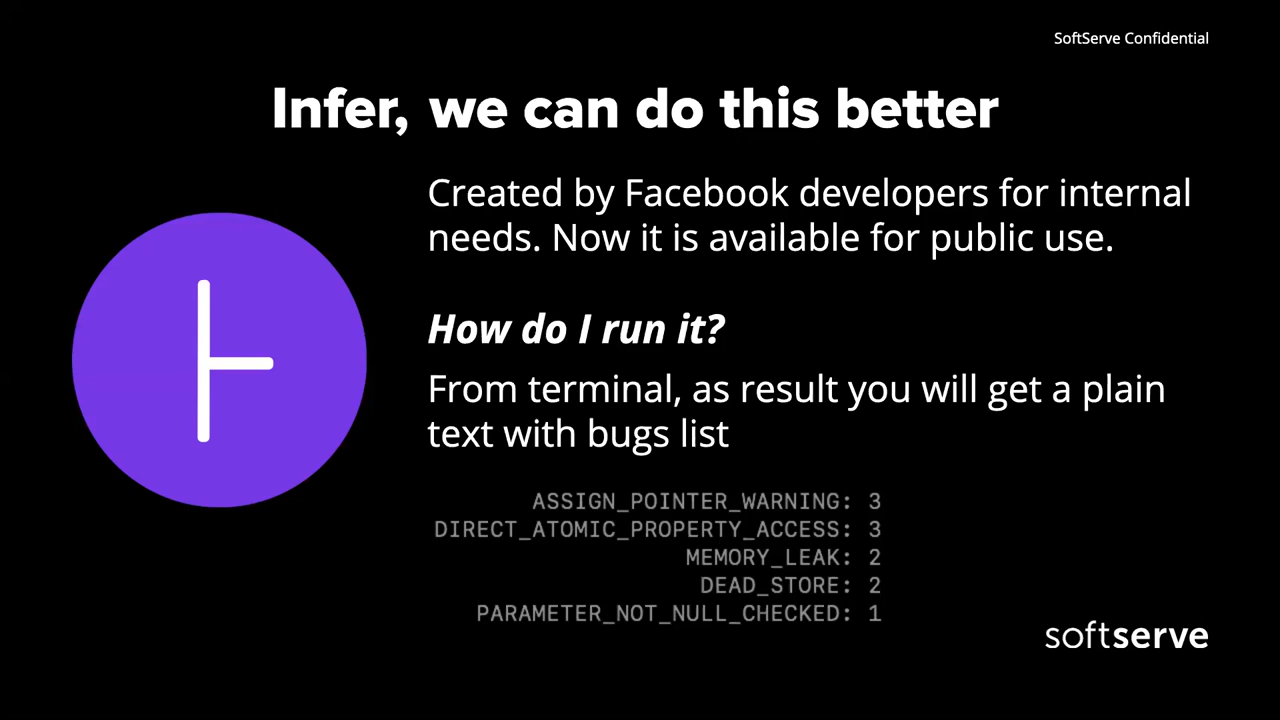 SoftServe Confidential
Infer, we can do this better
Created by Facebook developers for internal
needs. Now it is available for public use.
How do I run it?
From terminal, as result you will get a plain
text with bugs list
ASSIGN_POINTER_WARNING: 3
DIRECT_ATOMIC_PROPERTY_ACCESS: 3
MEMORY_LEAK: 2
DEAD_STORE: 2
PARAMETER_NOT_NULL_CHECKED: 1
softserve